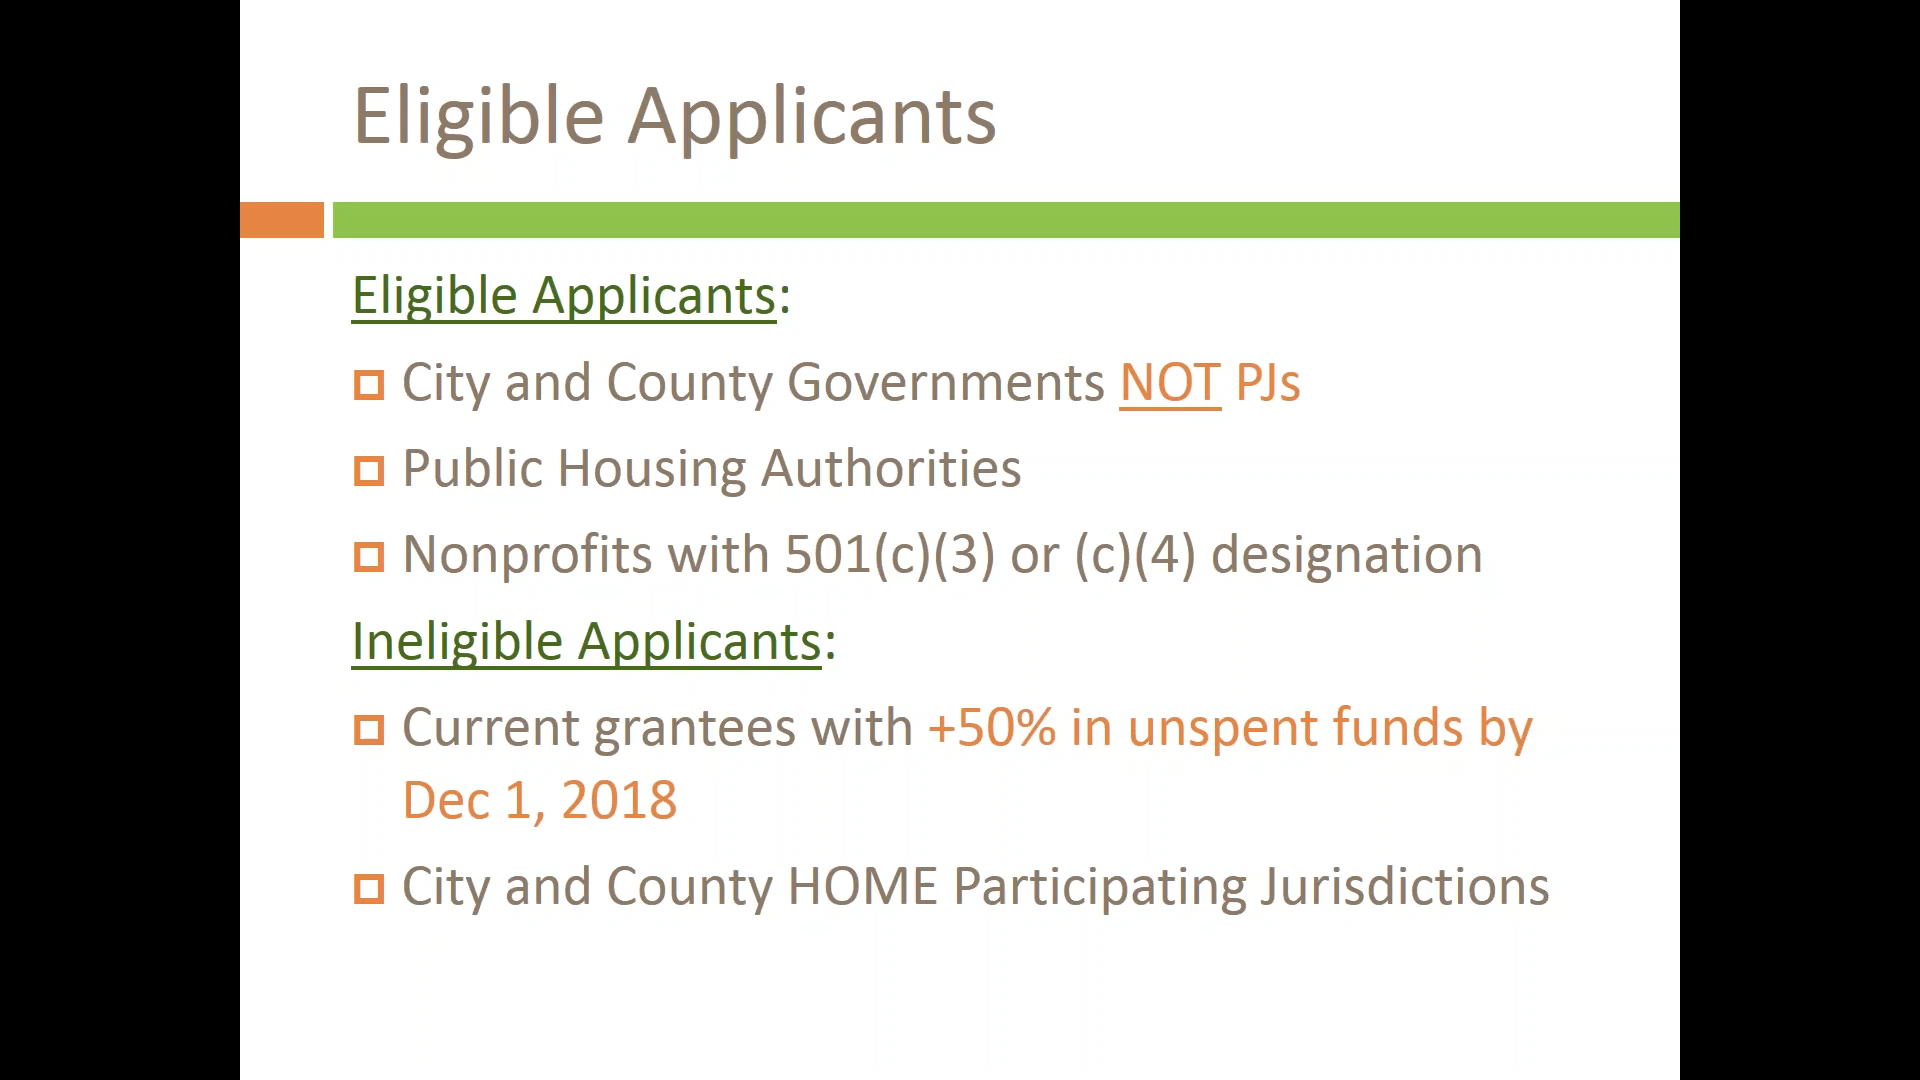 Eligible Applicants
Eligible Applicants:
City and County Governments NOT PJs
Public Housing Authorities
Nonprofits with 501(c)(3) or (c)(4) designation
Ineligible Applicants:
Current grantees with +50% in unspent funds by
Dec 1, 2018
City and County HOME Participating Jurisdictions